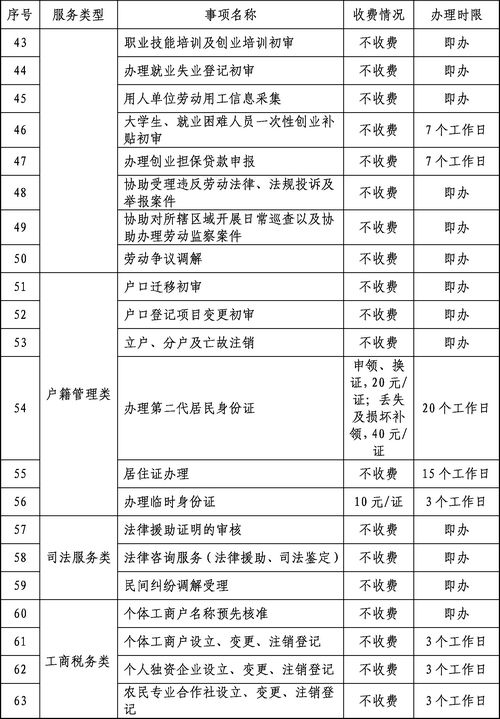 序号 服务类型 事项名称 收费情况 办理时限
43 职业技能培训及创业培训初审 不收费 即办
44 办理就业失业登记初审 不收费 即办
45 用人单位劳动用工信息采集 不收费 即办
46 大学生、就业困难人员一次性创业补 不收费 7个工作日
贴初审
47 办理创业担保贷款申报 不收费 7个工作日
48 协助受理违反劳动法律、法规投诉及 不收费 即办
举报案件
49 协助对所辖区域开展日常巡查以及协 不收费 即办
助办理劳动监察案件
50 劳动争议调解 不收费 即办
户籍管理类
51 户口迁移初审 不收费 即办
52 户口登记项目变更初审 不收费 即办
53 立户、分户及亡故注销 不收费 即办
54 办理第二代居民身份证 申领、换 20个工作日
证,20元/
证;丢失
及损坏补
领,40元/
证
55 居住证办理 不收费 15个工作日
56 办理临时身份证 10元/证 3个工作日
司法服务类
57 法律援助证明的审核 不收费 即办
58 法律咨询服务(法律援助、司法鉴定) 不收费 即办
59 民间纠纷调解受理 不收费 即办
工商税务类
60 个体工商户名称预先核准 不收费 即办
61 个体工商户设立、变更、注销登记 不收费 3个工作日
62 个人独资企业设立、变更、注销登记 不收费 3个工作日
63 农民专业合作社设立、变更、注销登 不收费 3个工作日
记